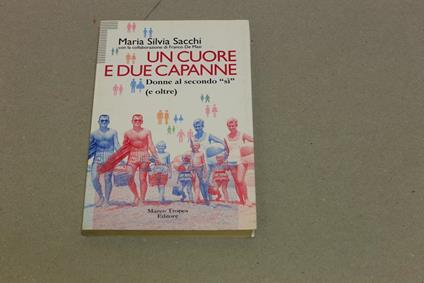 Maria Silvia Sacchi
con la collaborazione di Franco De Masi
UN CUORE
E DUE CAPANNE
Donne al secondo “sì”
(e oltre)
Marco Tropea
Editore